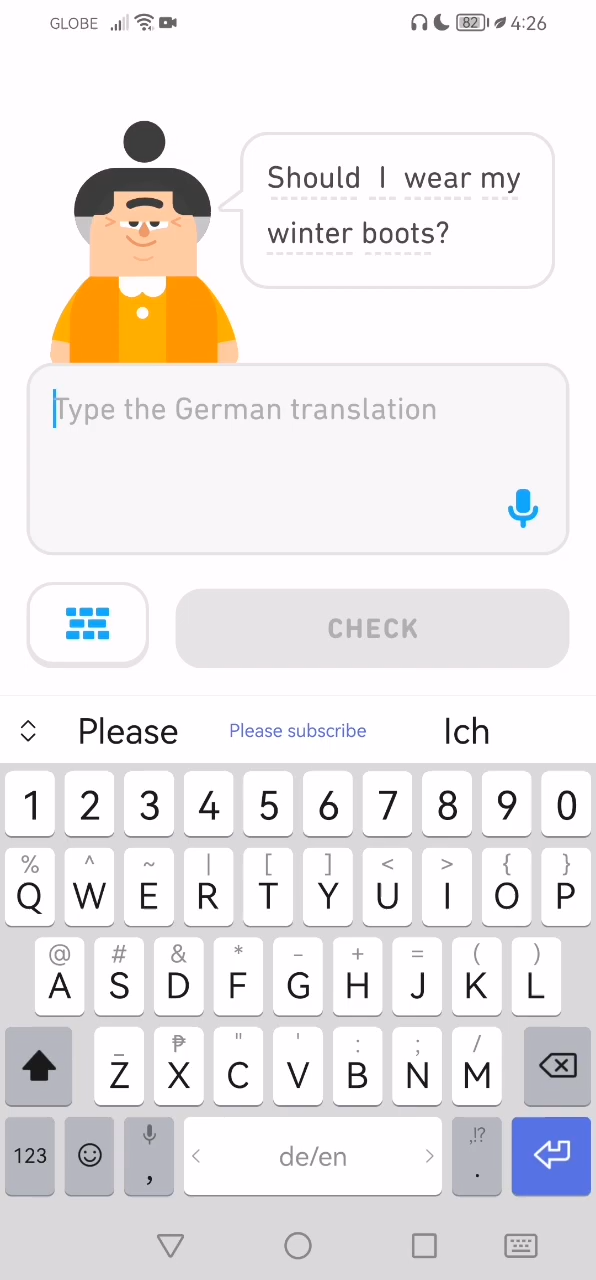 GLOBE 82 4:26
Should I wear my
winter boots?
Type the German translation
CHECK
Please Please subscribe Ich
1 2 3 4 5 6 7 8 9 0
% ^ ~ | [ ] < > { }
Q W E R T Y U I O P
@ # & * - + = ( )
A S D F G H J K L
_ ₱ " ' : ; /
Z X C V B N M
,!?
123 , < de/en > .